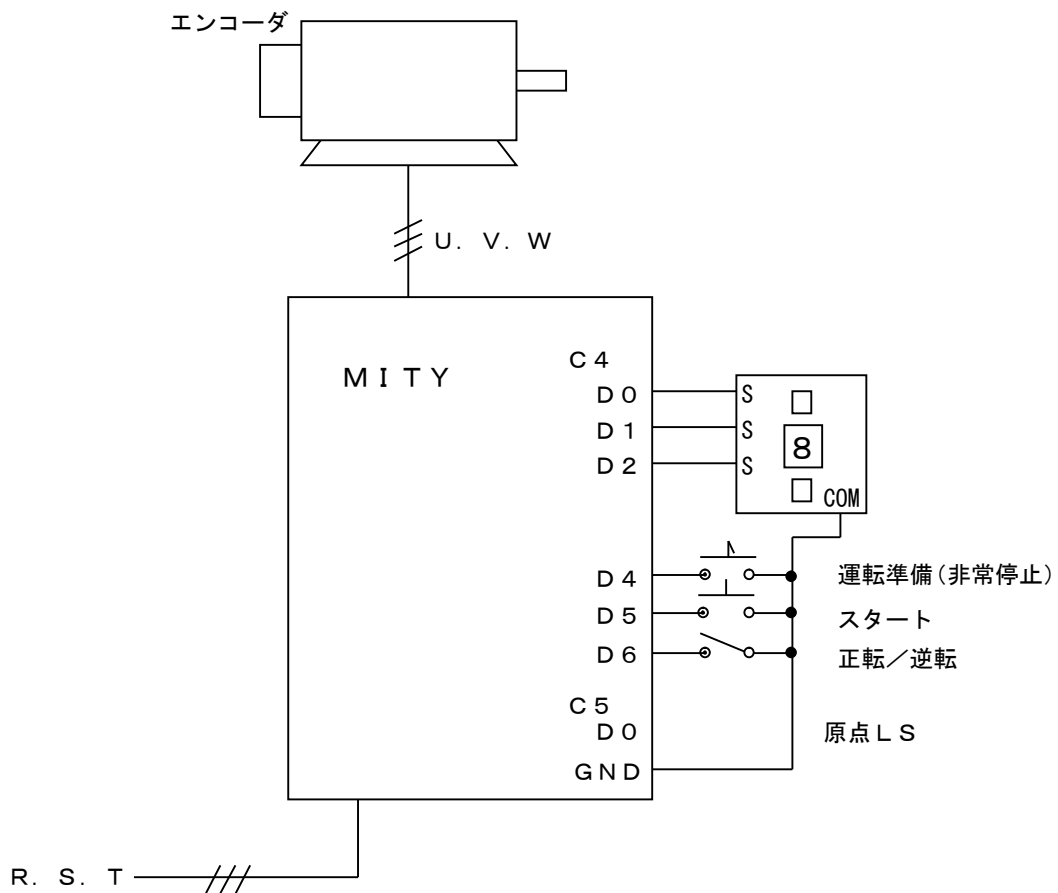 エンコーダ
Ｕ．Ｖ．Ｗ
ＭＩＴＹ
Ｃ４
Ｄ０ S
Ｄ１ S
8
Ｄ２ S
COM
Ｄ４ 運転準備（非常停止）
Ｄ５ スタート
Ｄ６ 正転／逆転
Ｃ５
Ｄ０ 原点ＬＳ
ＧＮＤ
Ｒ．Ｓ．Ｔ